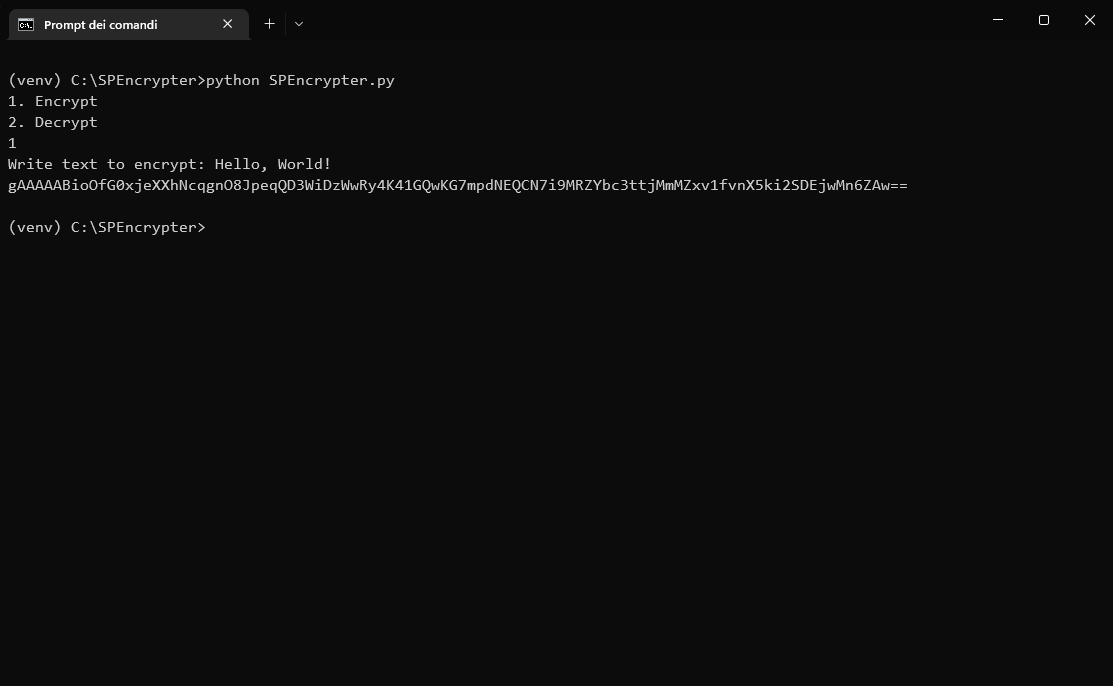 Prompt dei comandi
(venv) C:\SPEncrypter>python SPEncrypter.py
1. Encrypt
2. Decrypt
1
Write text to encrypt: Hello, World!
gAAAAABioOfG0xjeXXhNcqgnO8JpeqQD3WiDzWwRy4K41GQwKG7mpdNEQCN7i9MRZYbc3ttjMmMZxv1fvnX5ki2SDEjwMn6ZAw==
(venv) C:\SPEncrypter>